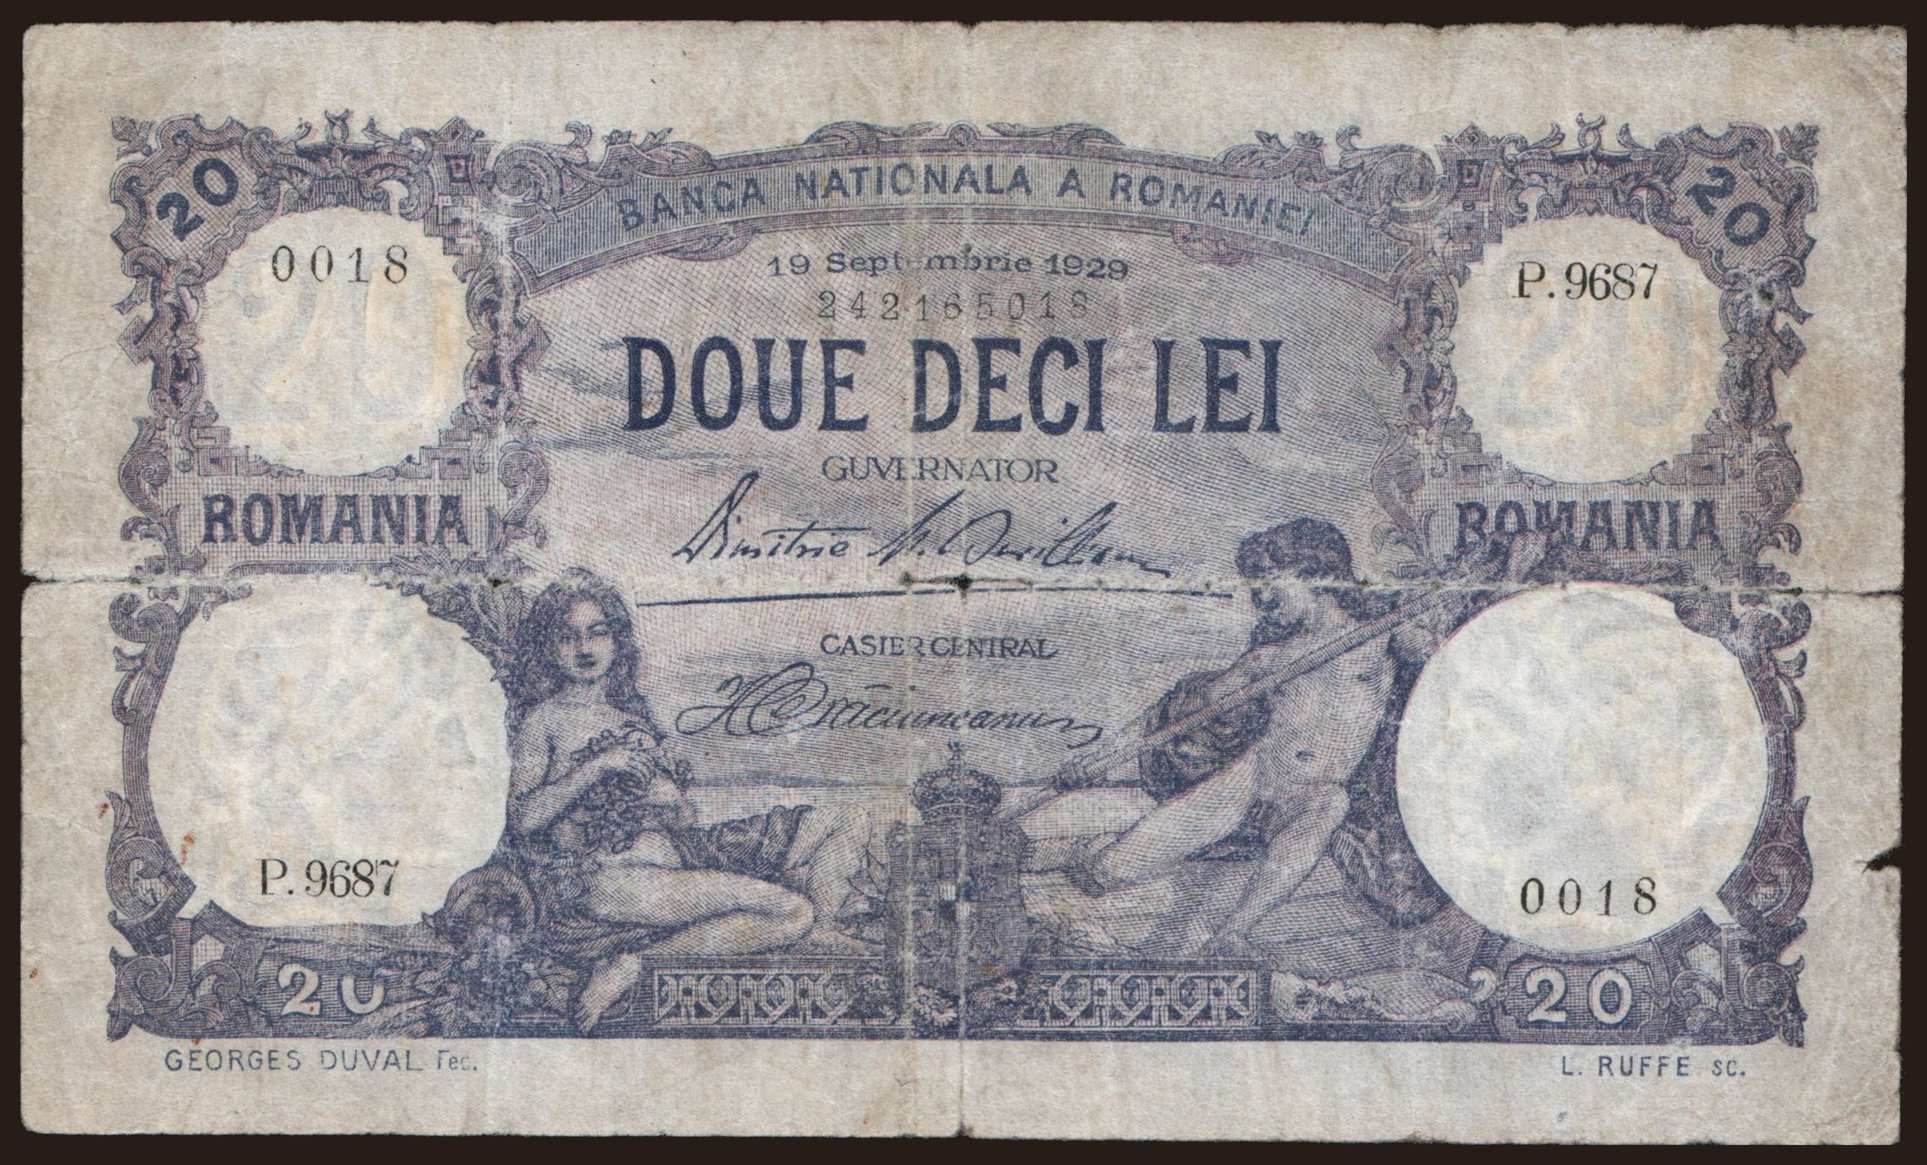 20
20
BANCA NATIONALA A ROMANIEI
0018
19 Septembrie 1929
P.9687
242165018
DOUE DECI LEI
GUVERNATOR
ROMANIA
ROMANIA
CASIER CENTRAL
P.9687
0018
20
20
GEORGES DUVAL Fec.
L. RUFFE sc.